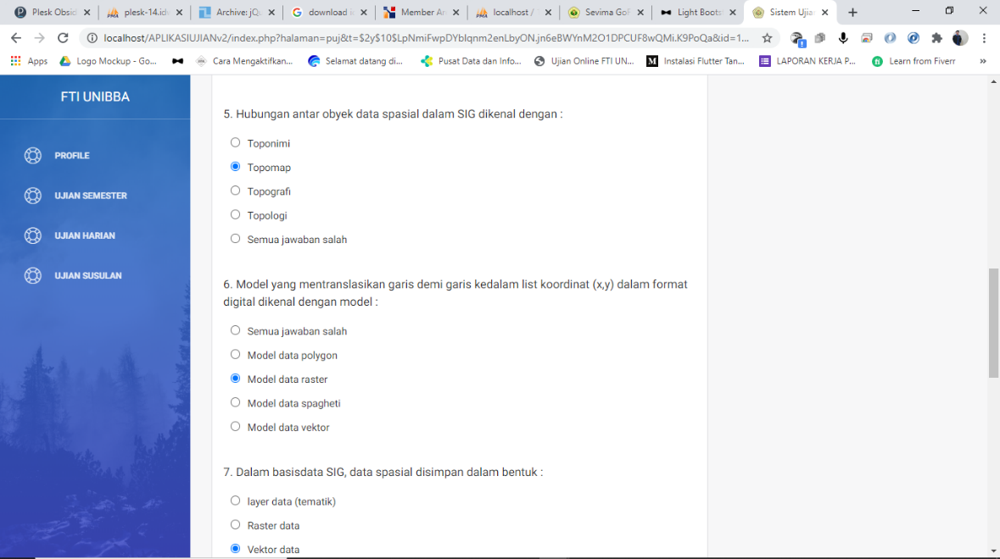 Plesk Obsid
plesk-14.idw
Archive: jQu
download i
Member Ar
localhost /
Sevima GoF
Light Boots
Sistem Ujian
localhost/APLIKASIUJIANv2/index.php?halaman=puj&t=$2y$10$LpNmiFwpDYbIqnm2enLbyON.jn6eBWYnM2O1DPCUF8wQMi.K9PoQa&id=1...
Apps
Logo Mockup - Go...
Cara Mengaktifkan...
Selamat datang di...
Pusat Data dan Info...
Ujian Online FTI UN...
Instalasi Flutter Tan...
LAPORAN KERJA P...
Learn from Fiverr
FTI UNIBBA
PROFILE
UJIAN SEMESTER
UJIAN HARIAN
UJIAN SUSULAN
5. Hubungan antar obyek data spasial dalam SIG dikenal dengan :
Toponimi
Topomap
Topografi
Topologi
Semua jawaban salah
6. Model yang mentranslasikan garis demi garis kedalam list koordinat (x,y) dalam format
digital dikenal dengan model :
Semua jawaban salah
Model data polygon
Model data raster
Model data spagheti
Model data vektor
7. Dalam basisdata SIG, data spasial disimpan dalam bentuk :
layer data (tematik)
Raster data
Vektor data